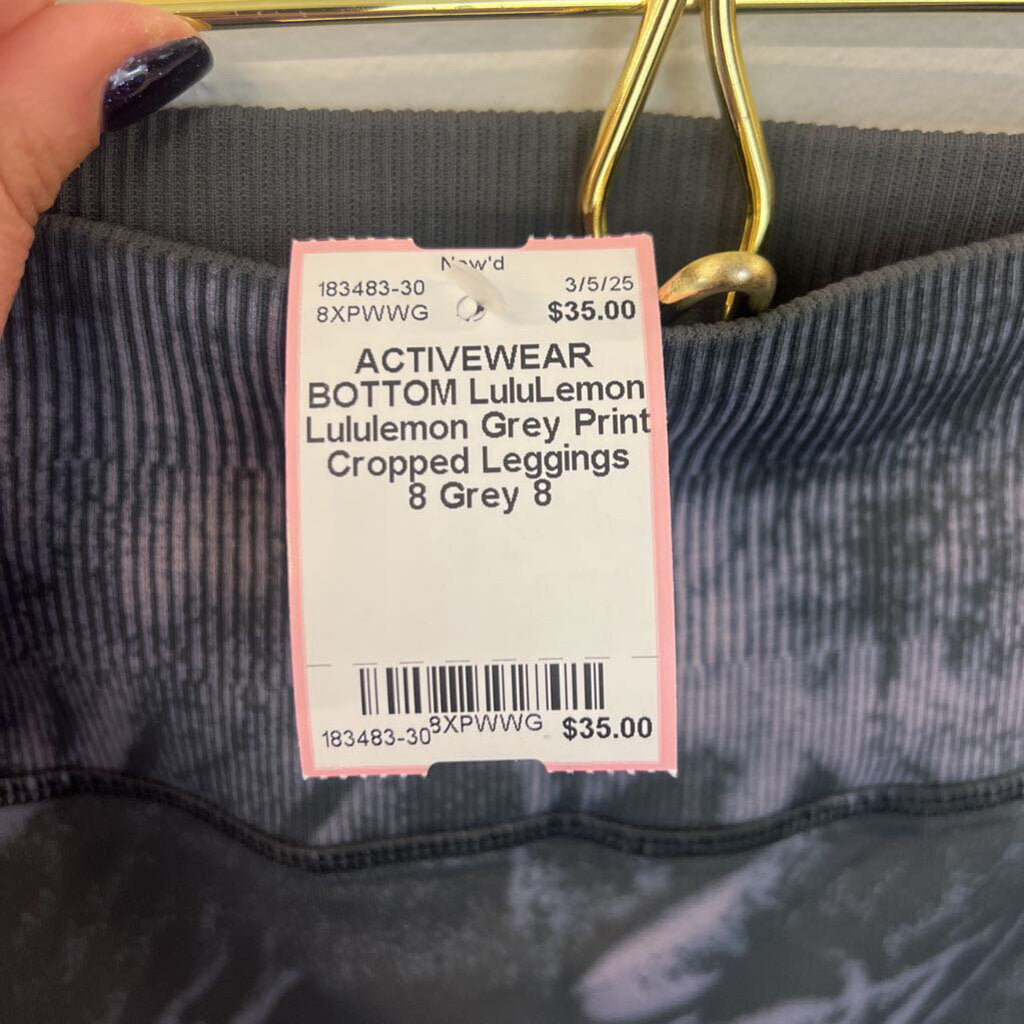 New'd
183483-30 3/5/25
8XPWWG $35.00
ACTIVEWEAR
BOTTOM LuluLemon
Lululemon Grey Print
Cropped Leggings
8 Grey 8
183483-30 8XPWWG $35.00